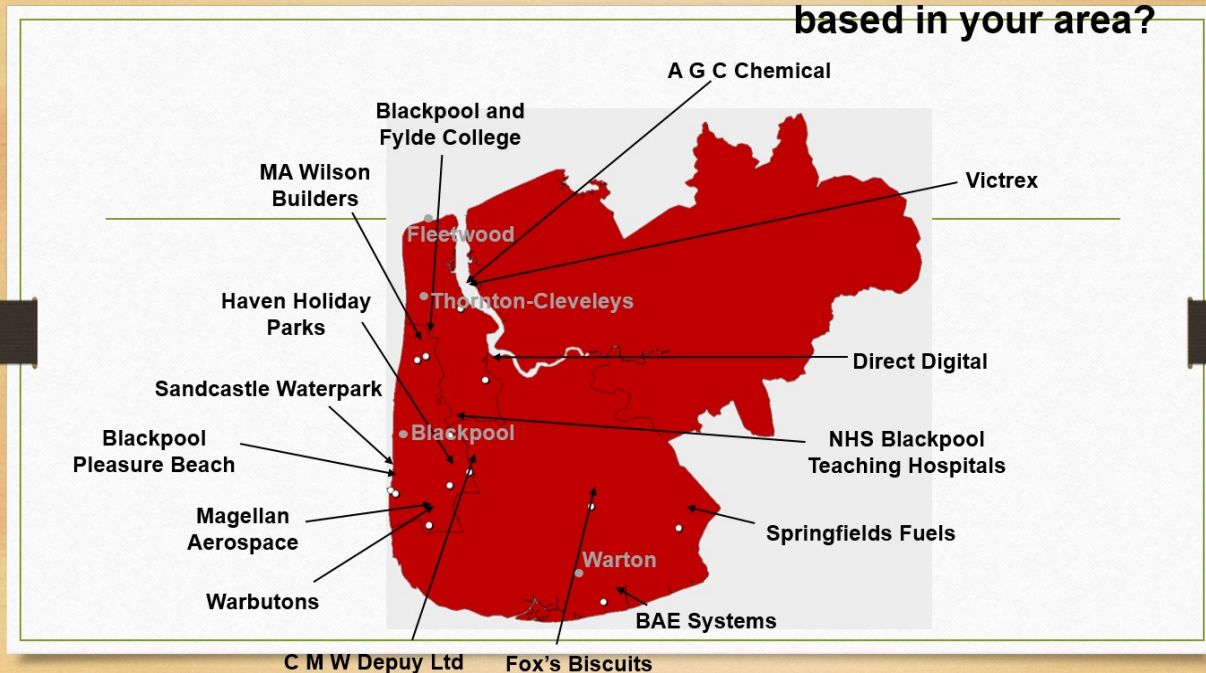 based in your area?
A G C Chemical
Blackpool and
Fylde College
MA Wilson
Builders
Victrex
Fleetwood
Haven Holiday
Parks
Thornton-Cleveleys
Direct Digital
Sandcastle Waterpark
Blackpool
Pleasure Beach
Blackpool
NHS Blackpool
Teaching Hospitals
Magellan
Aerospace
Springfields Fuels
Warton
Warbutons
BAE Systems
C M W Depuy Ltd
Fox's Biscuits